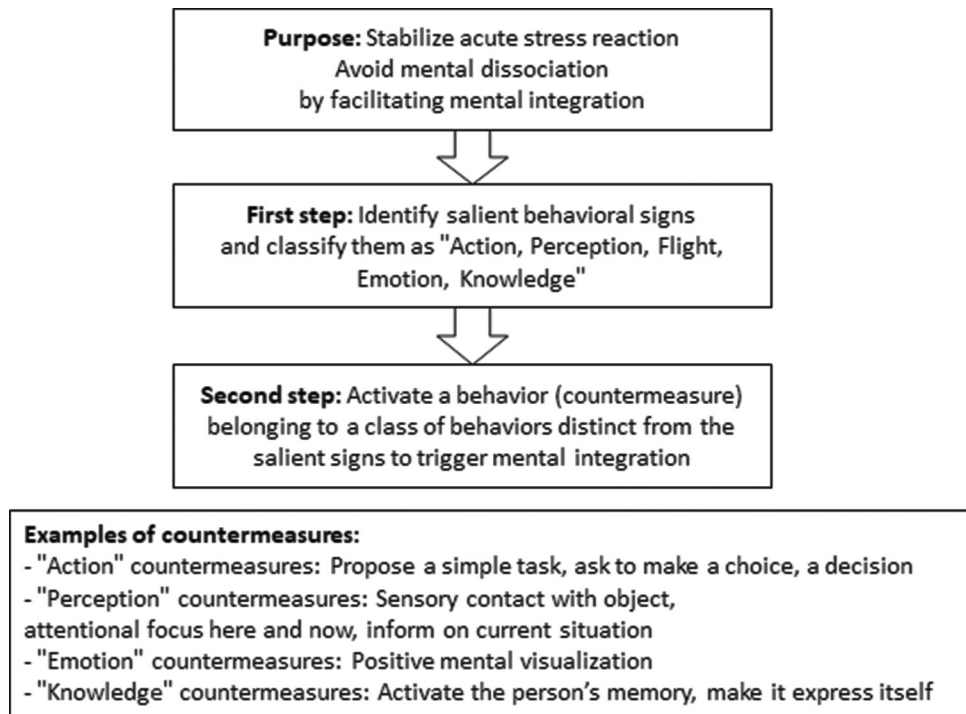 Purpose: Stabilize acute stress reaction
Avoid mental dissociation
by facilitating mental integration
First step: Identify salient behavioral signs
and classify them as "Action, Perception, Flight,
Emotion, Knowledge"
Second step: Activate a behavior (countermeasure)
belonging to a class of behaviors distinct from the
salient signs to trigger mental integration
Examples of countermeasures:
- "Action" countermeasures: Propose a simple task, ask to make a choice, a decision
- "Perception" countermeasures: Sensory contact with object,
attentional focus here and now, inform on current situation
- "Emotion" countermeasures: Positive mental visualization
- "Knowledge" countermeasures: Activate the person's memory, make it express itself